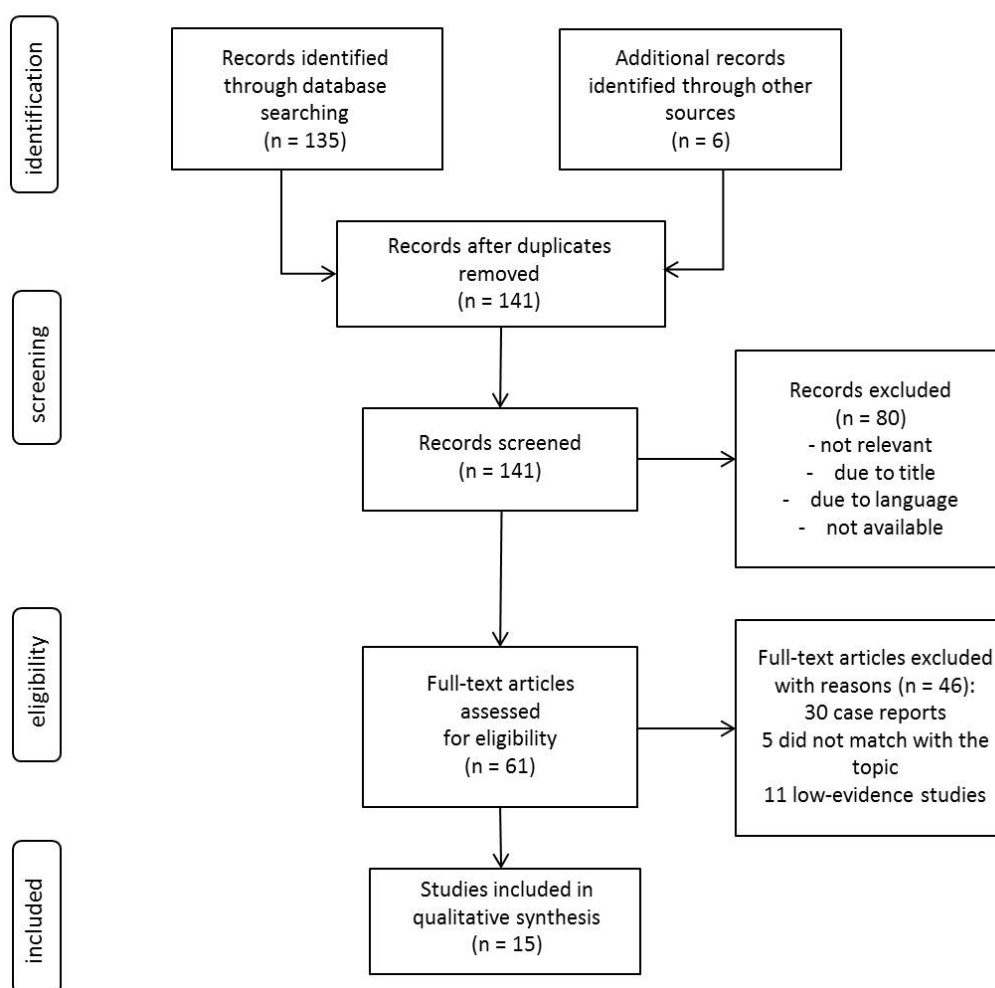 identification
Records identified
through database
searching
(n = 135)
Additional records
identified through other
sources
(n = 6)
Records after duplicates
removed
(n = 141)
screening
Records screened
(n = 141)
Records excluded
(n = 80)
- not relevant
- due to title
- due to language
- not available
eligibility
Full-text articles
assessed
for eligibility
(n = 61)
Full-text articles excluded
with reasons (n = 46):
30 case reports
5 did not match with the
topic
11 low-evidence studies
included
Studies included in
qualitative synthesis
(n = 15)